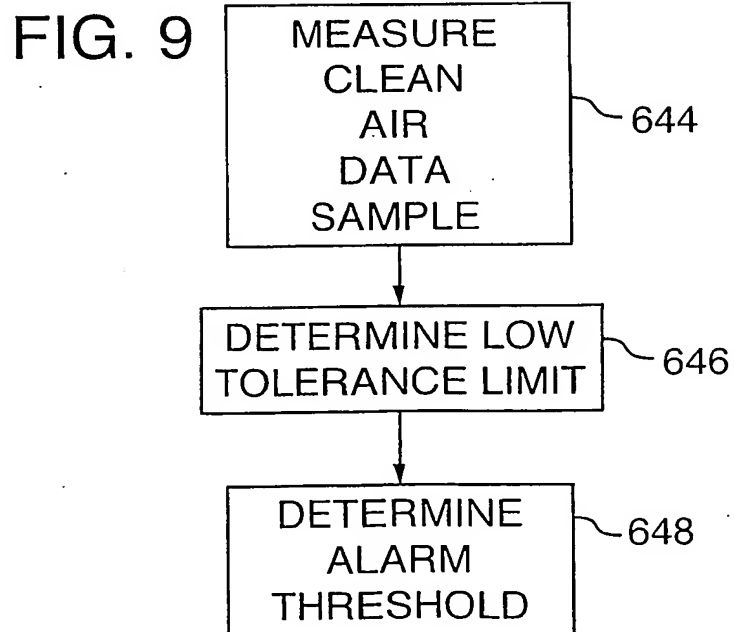 FIG. 9
MEASURE
CLEAN
AIR
DATA
SAMPLE
644
DETERMINE LOW
TOLERANCE LIMIT
646
DETERMINE
ALARM
THRESHOLD
648